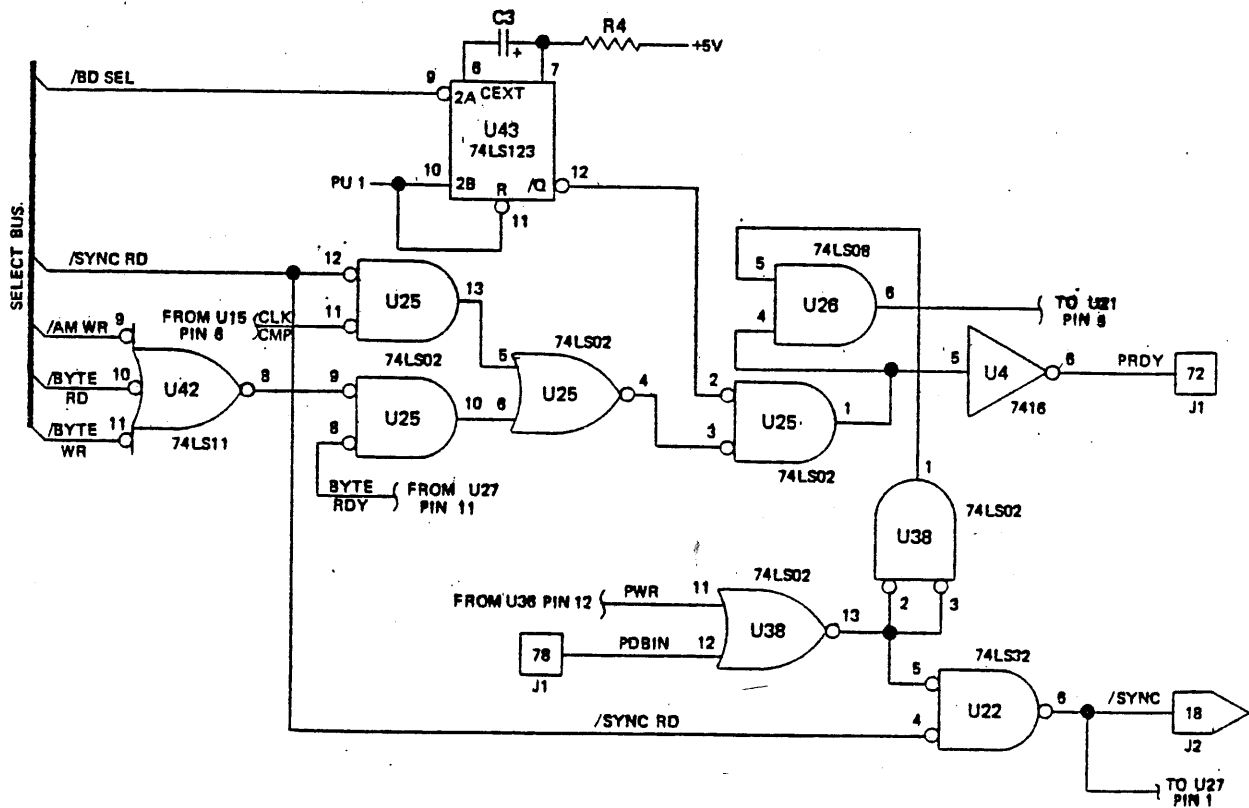 C3
R4
+
+5V
6
7
/BD SEL
9
2A
CEXT
U43
74LS123
10
PU 1
2B
R
/Q
12
11
SELECT BUS.
/SYNC RD
12
11
U25
13
FROM U15
PIN 6
CLK
CMP
74LS08
5
4
U26
6
TO U21
PIN
/AM WR
9
/BYTE
RD
10
/BYTE
WR
11
U42
8
74LS11
74LS02
9
8
U25
10
BYTE
RDY
FROM U27
PIN 11
74LS02
5
6
U25
4
2
3
U25
1
74LS02
5
U4
6
7416
PRDY
72
J1
1
74LS02
U38
2
3
74LS02
FROM U36 PIN 12
PWR
11
U38
13
78
J1
PDBIN
12
74LS32
5
4
U22
6
/SYNC RD
/SYNC
18
J2
TO U27
PIN 1